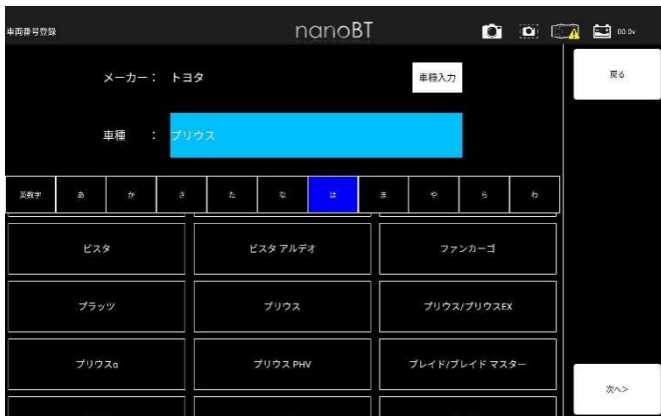 車両番号登録
nanoBT
00.0v
メーカー： トヨタ
車種入力
戻る
車種 ： プリウス
英数字 あ か さ た な は ま や ら わ
ビスタ ビスタ アルデオ ファンカーゴ
プラッツ プリウス プリウス/プリウスEX
プリウスα プリウス PHV ブレイド/ブレイド マスター
次へ>